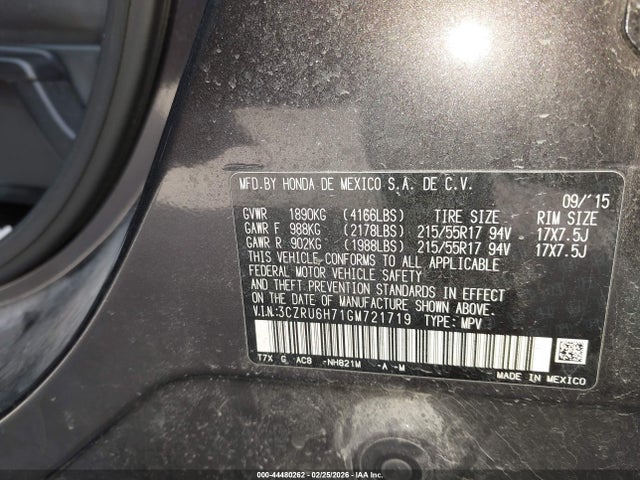 MFD.BY HONDA DE MEXICO S.A. DE C.V.
09/'15
GVWR 1890KG (4166LBS) TIRE SIZE RIM SIZE
GAWR F 988KG (2178LBS) 215/55R17 94V 17X7.5J
GAWR R 902KG (1988LBS) 215/55R17 94V 17X7.5J
THIS VEHICLE CONFORMS TO ALL APPLICABLE
FEDERAL MOTOR VEHICLE SAFETY
AND THEFT PREVENTION STANDARDS IN EFFECT
ON THE DATE OF MANUFACTURE SHOWN ABOVE.
V.I.N:3CZRU6H71GM721719 TYPE: MPV
T7X G AC8 -NH821M -A -M
MADE IN MEXICO
000-44480262 - 02/25/2026 - IAA Inc.